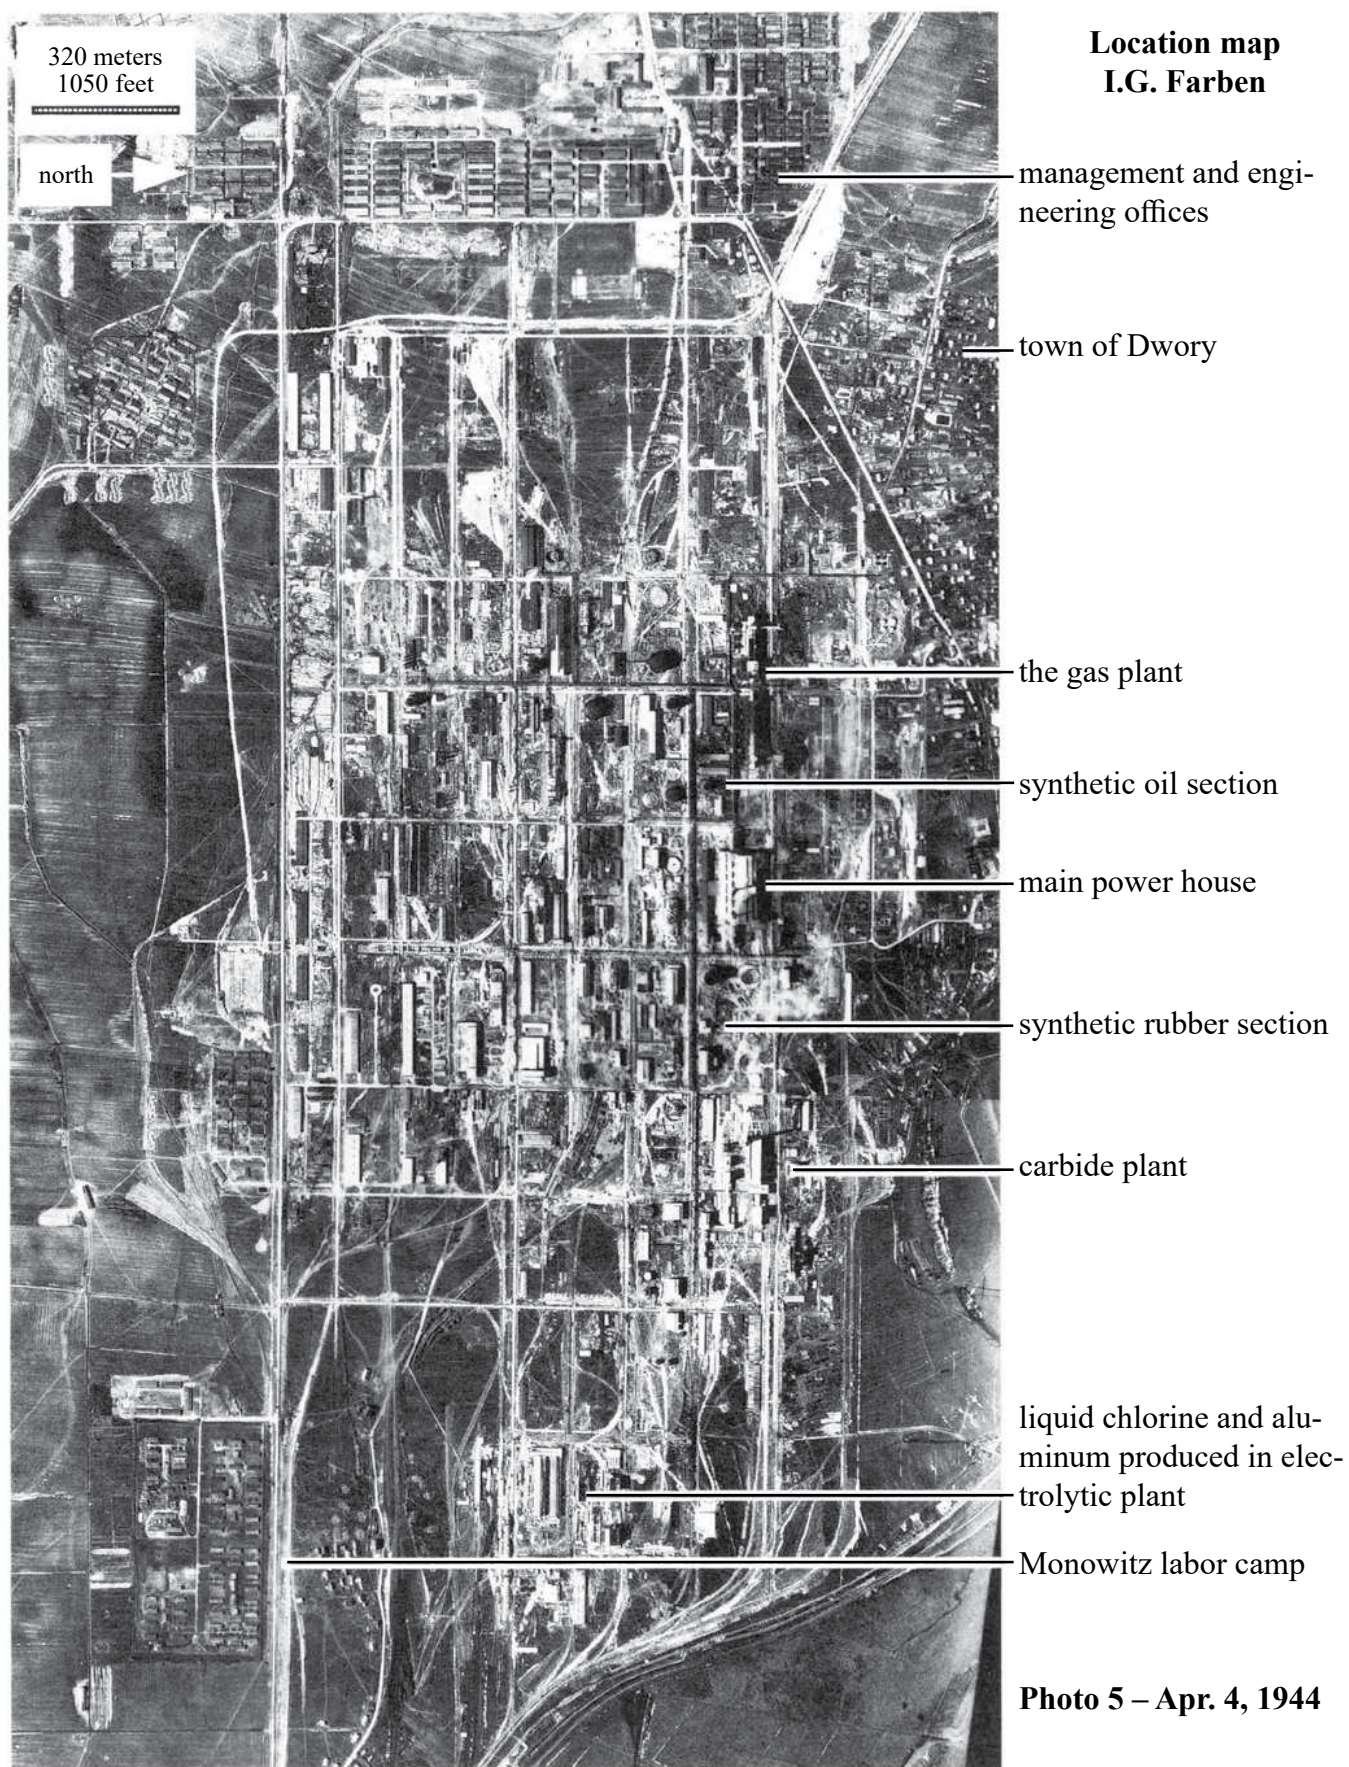 320 meters
1050 feet
north
Location map
I.G. Farben
management and engi-
neering offices
town of Dwory
the gas plant
synthetic oil section
main power house
synthetic rubber section
carbide plant
liquid chlorine and alu-
minum produced in elec-
trolytic plant
Monowitz labor camp
Photo 5 – Apr. 4, 1944